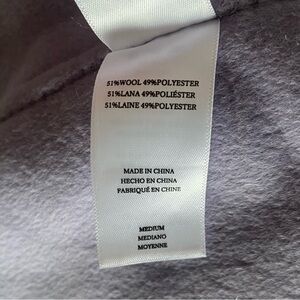 51%WOOL 49%POLYESTER
51%LANA 49%POLIÉSTER
51%LAINE 49%POLYESTER
MADE IN CHINA
HECHO EN CHINA
FABRIQUÉ EN CHINE
MEDIUM
MEDIANO
MOYENNE